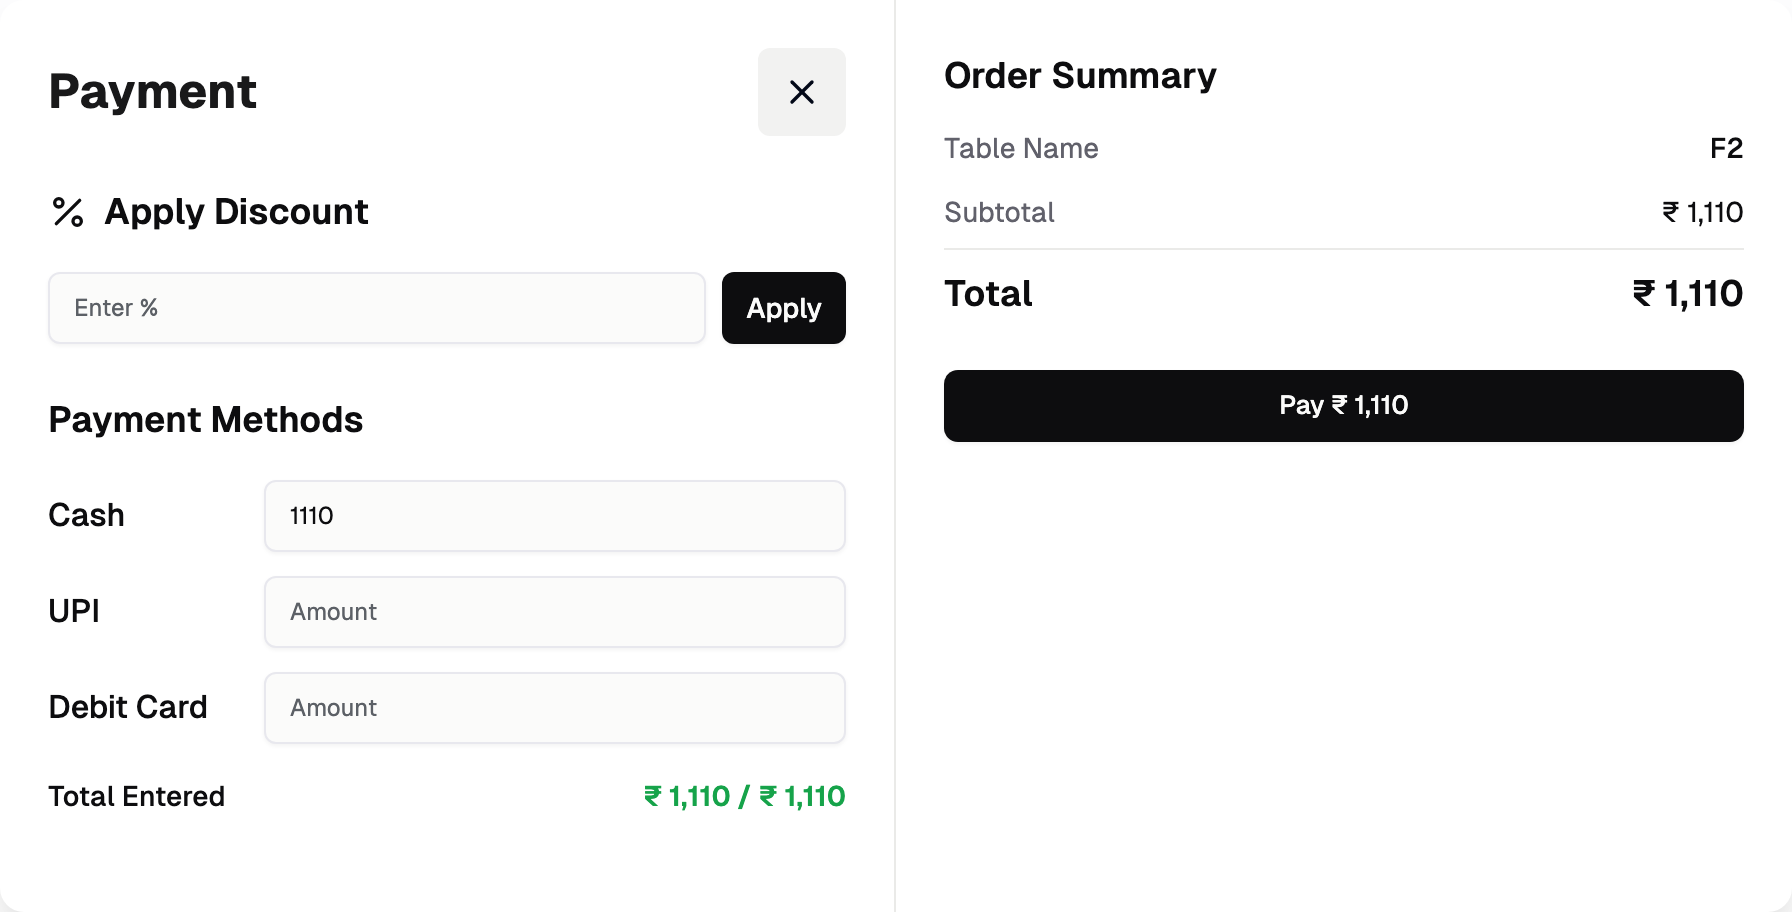 Payment
% Apply Discount
Enter %
Apply
Payment Methods
Cash
1110
UPI
Amount
Debit Card
Amount
Total Entered
₹ 1,110 / ₹ 1,110
Order Summary
Table Name
F2
Subtotal
₹ 1,110
Total
₹ 1,110
Pay ₹ 1,110